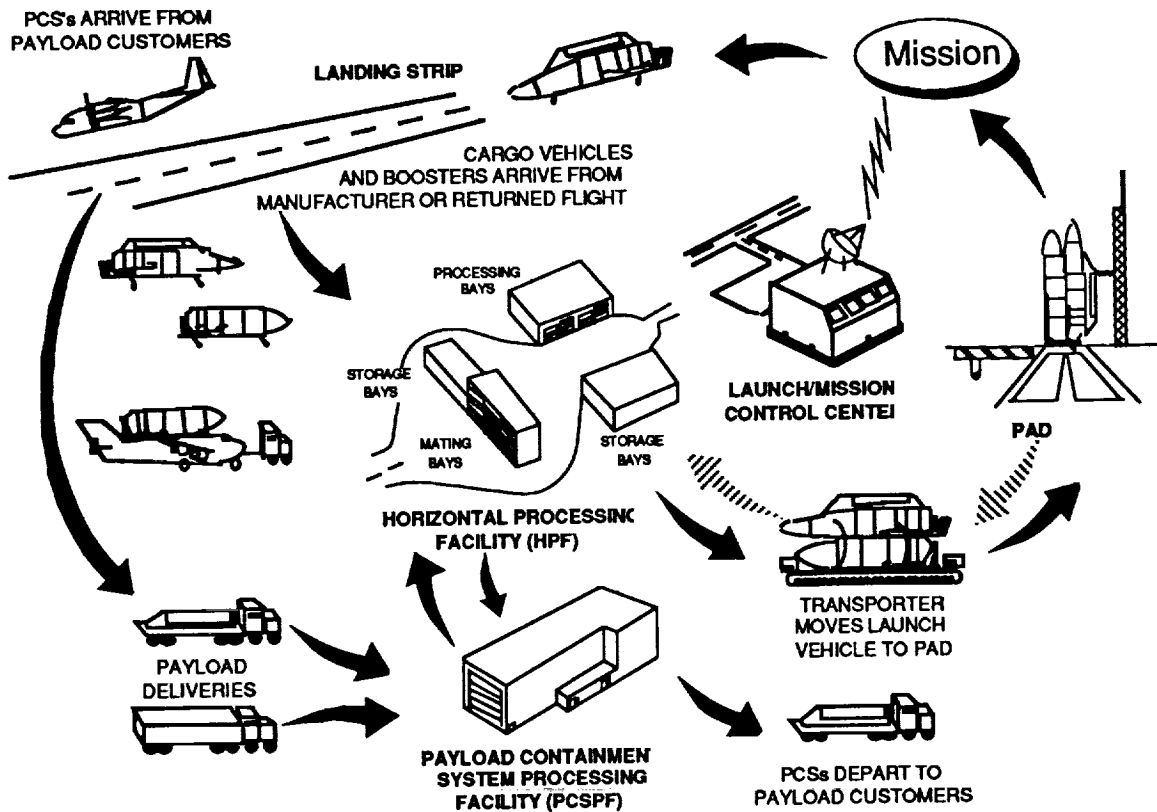 PCS's ARRIVE FROM
PAYLOAD CUSTOMERS
LANDING STRIP
Mission
CARGO VEHICLES
AND BOOSTERS ARRIVE FROM
MANUFACTURER OR RETURNED FLIGHT
PROCESSING
BAYS
STORAGE
BAYS
MATING
BAYS
STORAGE
BAYS
LAUNCH/MISSION
CONTROL CENTEI
PAD
HORIZONTAL PROCESSING
FACILITY (HPF)
TRANSPORTER
MOVES LAUNCH
VEHICLE TO PAD
PAYLOAD
DELIVERIES
PAYLOAD CONTAINMEN
SYSTEM PROCESSING
FACILITY (PCSPF)
PCSs DEPART TO
PAYLOAD CUSTOMERS